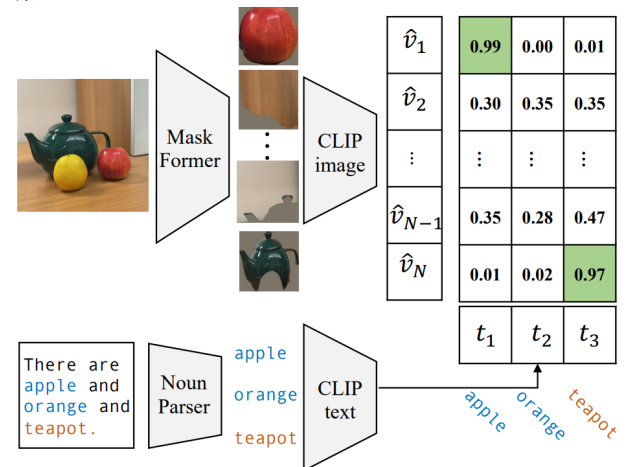 Mask
Former
CLIP
image
v̂₁ 0.99 0.00 0.01
v̂₂ 0.30 0.35 0.35
⋮ ⋮ ⋮ ⋮
v̂_{N−1} 0.35 0.28 0.47
v̂_N 0.01 0.02 0.97
t₁ t₂ t₃
apple orange teapot
There are
apple and
orange and
teapot.
Noun
Parser
apple
orange
teapot
CLIP
text